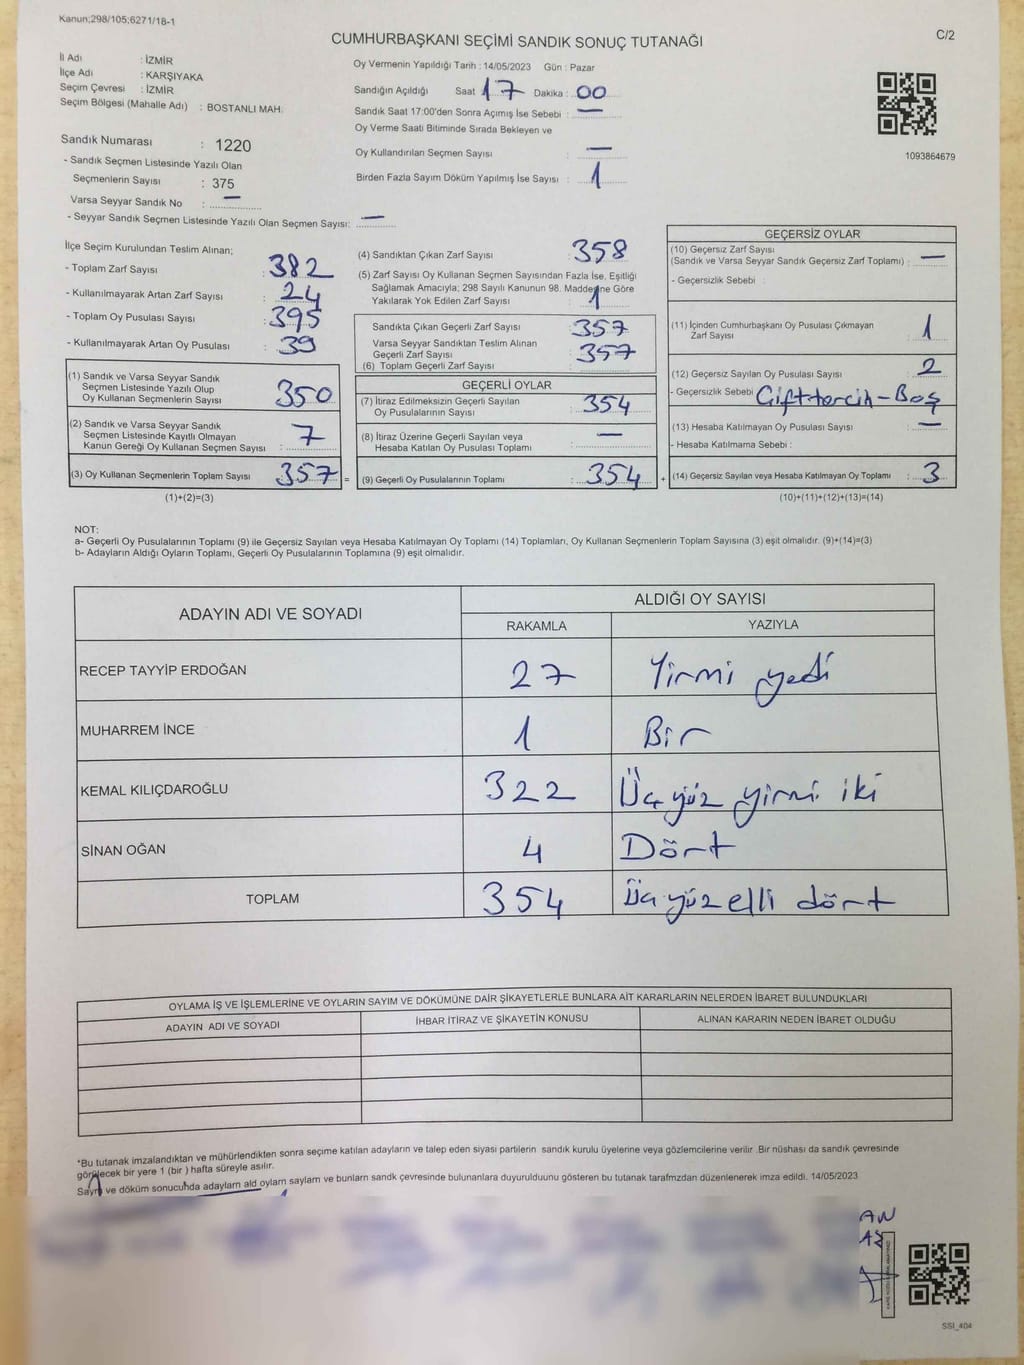 Kanun;298/105;6271/18-1
C/2
CUMHURBAŞKANI SEÇİMİ SANDIK SONUÇ TUTANAĞI
İl Adı : İZMİR
İlçe Adı : KARŞIYAKA
Seçim Çevresi : İZMİR
Seçim Bölgesi (Mahalle Adı) : BOSTANLI MAH.
Oy Vermenin Yapıldığı Tarih : 14/05/2023 Gün : Pazar
Sandığın Açıldığı Saat 17 Dakika : 00
Sandık Saat 17:00'den Sonra Açımış İse Sebebi : —
Oy Verme Saati Bitiminde Sırada Bekleyen ve
Oy Kullandırılan Seçmen Sayısı : —
Birden Fazla Sayım Döküm Yapılmış İse Sayısı : 1
1093864679
Sandık Numarası : 1220
- Sandık Seçmen Listesinde Yazılı Olan
Seçmenlerin Sayısı : 375
Varsa Seyyar Sandık No : —
- Seyyar Sandık Seçmen Listesinde Yazılı Olan Seçmen Sayısı: —
İlçe Seçim Kurulundan Teslim Alınan;
- Toplam Zarf Sayısı : 382
- Kullanılmayarak Artan Zarf Sayısı : 24
- Toplam Oy Pusulası Sayısı : 395
- Kullanılmayarak Artan Oy Pusulası : 39
(1) Sandık ve Varsa Seyyar Sandık
Seçmen Listesinde Yazılı Olup
Oy Kullanan Seçmenlerin Sayısı : 350
(2) Sandık ve Varsa Seyyar Sandık
Seçmen Listesinde Kayıtlı Olmayan
Kanun Gereği Oy Kullanan Seçmen Sayısı : 7
(3) Oy Kullanan Seçmenlerin Toplam Sayısı : 357 =
(1)+(2)=(3)
(4) Sandıktan Çıkan Zarf Sayısı : 358
(5) Zarf Sayısı Oy Kullanan Seçmen Sayısından Fazla İse, Eşitliği
Sağlamak Amacıyla; 298 Sayılı Kanunun 98. Maddesine Göre
Yakılarak Yok Edilen Zarf Sayısı : 1
Sandıkta Çıkan Geçerli Zarf Sayısı : 357
Varsa Seyyar Sandıktan Teslim Alınan
Geçerli Zarf Sayısı : 357
(6) Toplam Geçerli Zarf Sayısı :
GEÇERLİ OYLAR
(7) İtiraz Edilmeksizin Geçerli Sayılan
Oy Pusulalarının Sayısı : 354
(8) İtiraz Üzerine Geçerli Sayılan veya
Hesaba Katılan Oy Pusulası Toplamı : —
(9) Geçerli Oy Pusulalarının Toplamı : 354 +
GEÇERSİZ OYLAR
(10) Geçersiz Zarf Sayısı
(Sandık ve Varsa Seyyar Sandık Geçersiz Zarf Toplamı) : —
- Geçersizlik Sebebi :
(11) İçinden Cumhurbaşkanı Oy Pusulası Çıkmayan
Zarf Sayısı : 1
(12) Geçersiz Sayılan Oy Pusulası Sayısı : 2
- Geçersizlik Sebebi Çift tercih - Boş
(13) Hesaba Katılmayan Oy Pusulası Sayısı : —
- Hesaba Katılmama Sebebi :
(14) Geçersiz Sayılan veya Hesaba Katılmayan Oy Toplamı : 3
(10)+(11)+(12)+(13)=(14)
NOT:
a- Geçerli Oy Pusulalarının Toplamı (9) ile Geçersiz Sayılan veya Hesaba Katılmayan Oy Toplamı (14) Toplamları, Oy Kullanan Seçmenlerin Toplam Sayısına (3) eşit olmalıdır. (9)+(14)=(3)
b- Adayların Aldığı Oyların Toplamı, Geçerli Oy Pusulalarının Toplamına (9) eşit olmalıdır.
ADAYIN ADI VE SOYADI
ALDIĞI OY SAYISI
RAKAMLA YAZIYLA
RECEP TAYYİP ERDOĞAN 27 Yirmi yedi
MUHARREM İNCE 1 Bir
KEMAL KILIÇDAROĞLU 322 Üç yüz yirmi iki
SİNAN OĞAN 4 Dört
TOPLAM 354 Üç yüz elli dört
OYLAMA İŞ VE İŞLEMLERİNE VE OYLARIN SAYIM VE DÖKÜMÜNE DAİR ŞİKAYETLERLE BUNLARA AİT KARARLARIN NELERDEN İBARET BULUNDUKLARI
ADAYIN ADI VE SOYADI İHBAR İTİRAZ VE ŞİKAYETİN KONUSU ALINAN KARARIN NEDEN İBARET OLDUĞU
*Bu tutanak imzalandıktan ve mühürlendikten sonra seçime katılan adayların ve talep eden siyasi partilerin sandık kurulu üyelerine veya gözlemcilerine verilir .Bir nüshası da sandık çevresinde
görülecek bir yere 1 (bir ) hafta süreyle asılır.
Sayım ve döküm sonucunda adayların ald oylam saylam ve bunlarn sandk çevresinde bulunanlara duyurulduunu gösteren bu tutanak tarafmzdan düzenlenerek imza edildi. 14/05/2023
SSI_404